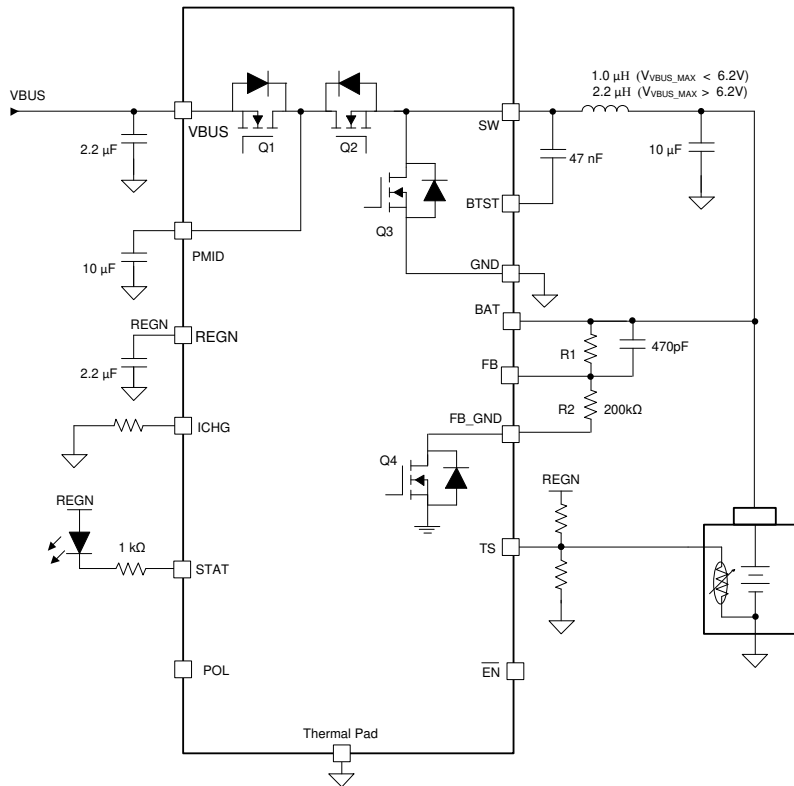 1.0 µH (VVBUS_MAX < 6.2V)
2.2 µH (VVBUS_MAX > 6.2V)
VBUS
VBUS
SW
Q1
Q2
2.2 µF
47 nF
10 µF
BTST
Q3
PMID
GND
10 µF
BAT
REGN
REGN
R1
470pF
2.2 µF
FB
R2
200kΩ
ICHG
FB_GND
Q4
REGN
REGN
1 kΩ
TS
STAT
POL
EN
Thermal Pad